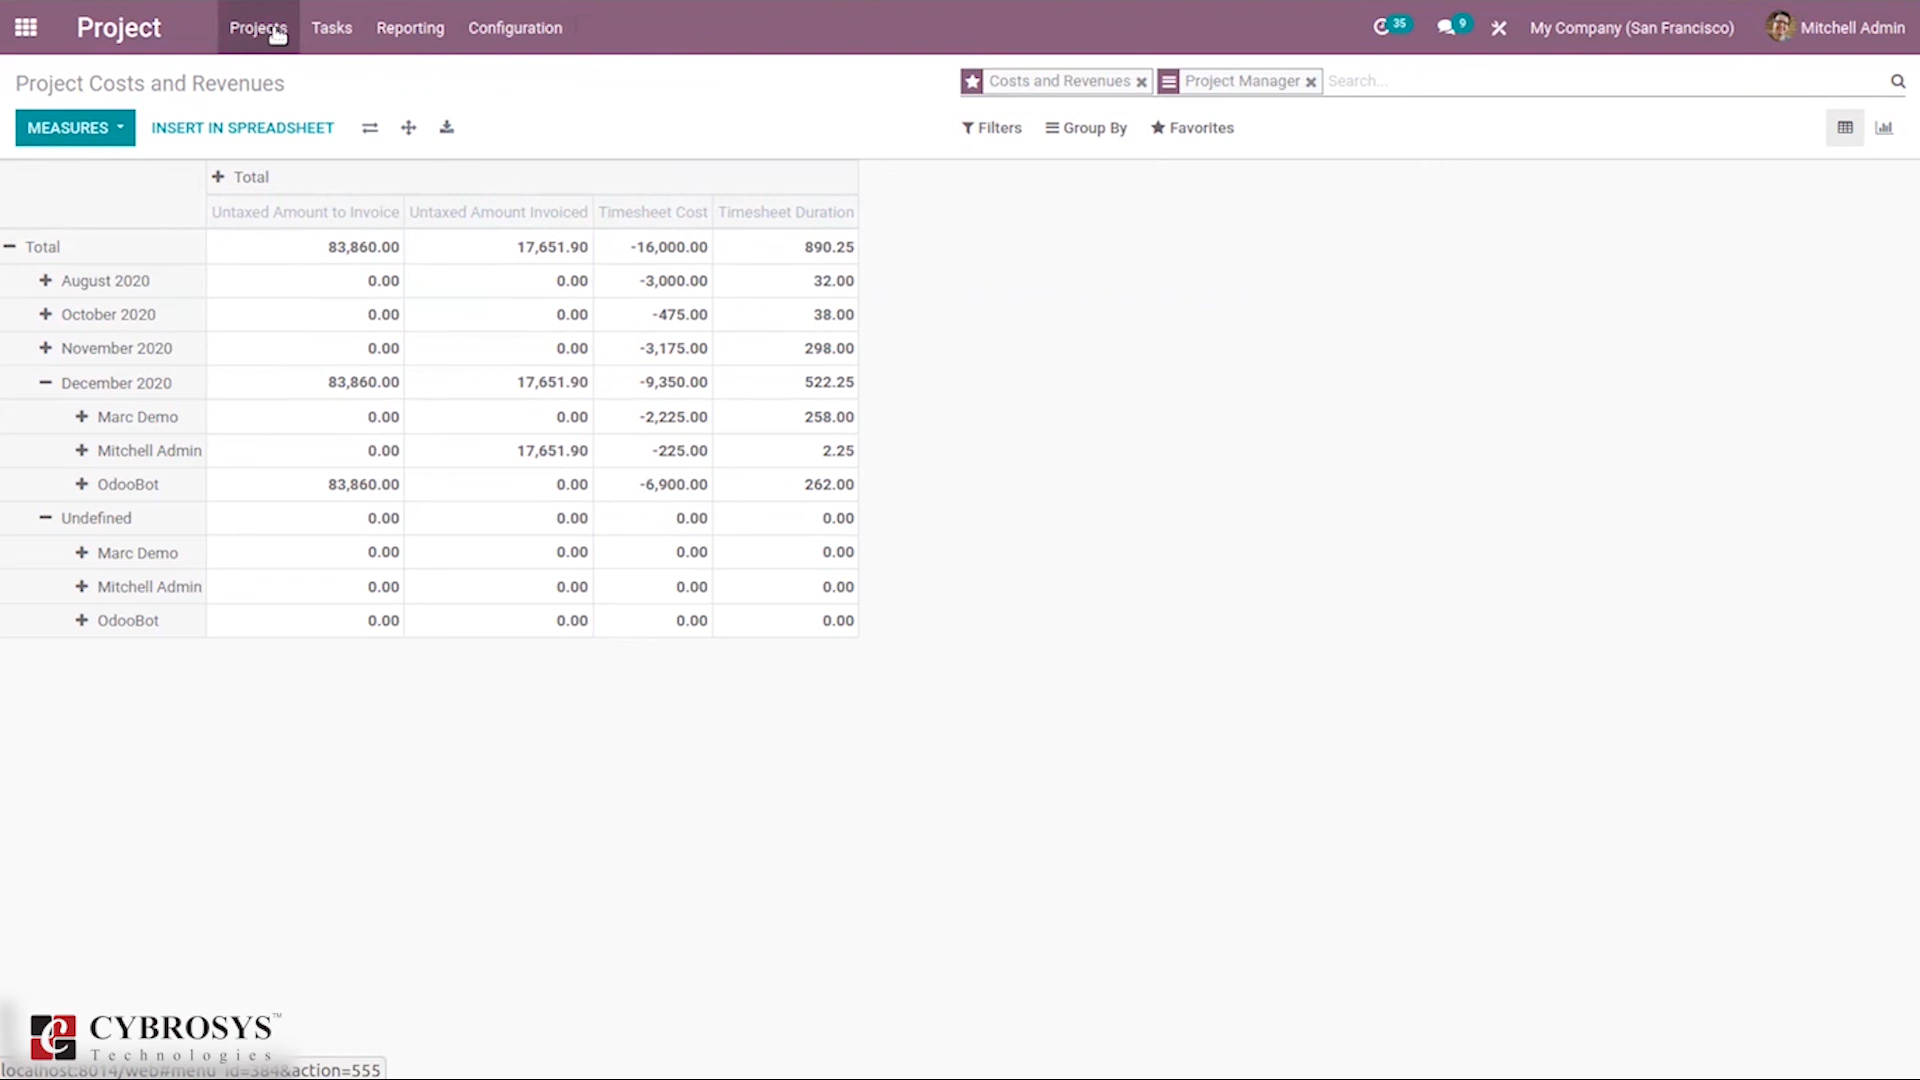 Project Projects Tasks Reporting Configuration 35 9 My Company (San Francisco) Mitchell Admin
Project Costs and Revenues Costs and Revenues Project Manager Search...
MEASURES INSERT IN SPREADSHEET Filters Group By Favorites
Total
Untaxed Amount to Invoice Untaxed Amount Invoiced Timesheet Cost Timesheet Duration
Total 83,860.00 17,651.90 -16,000.00 890.25
August 2020 0.00 0.00 -3,000.00 32.00
October 2020 0.00 0.00 -475.00 38.00
November 2020 0.00 0.00 -3,175.00 298.00
December 2020 83,860.00 17,651.90 -9,350.00 522.25
Marc Demo 0.00 0.00 -2,225.00 258.00
Mitchell Admin 0.00 17,651.90 -225.00 2.25
OdooBot 83,860.00 0.00 -6,900.00 262.00
Undefined 0.00 0.00 0.00 0.00
Marc Demo 0.00 0.00 0.00 0.00
Mitchell Admin 0.00 0.00 0.00 0.00
OdooBot 0.00 0.00 0.00 0.00
CYBROSYS™
Technologies
localhost:8014/web#menu_id=384&action=555